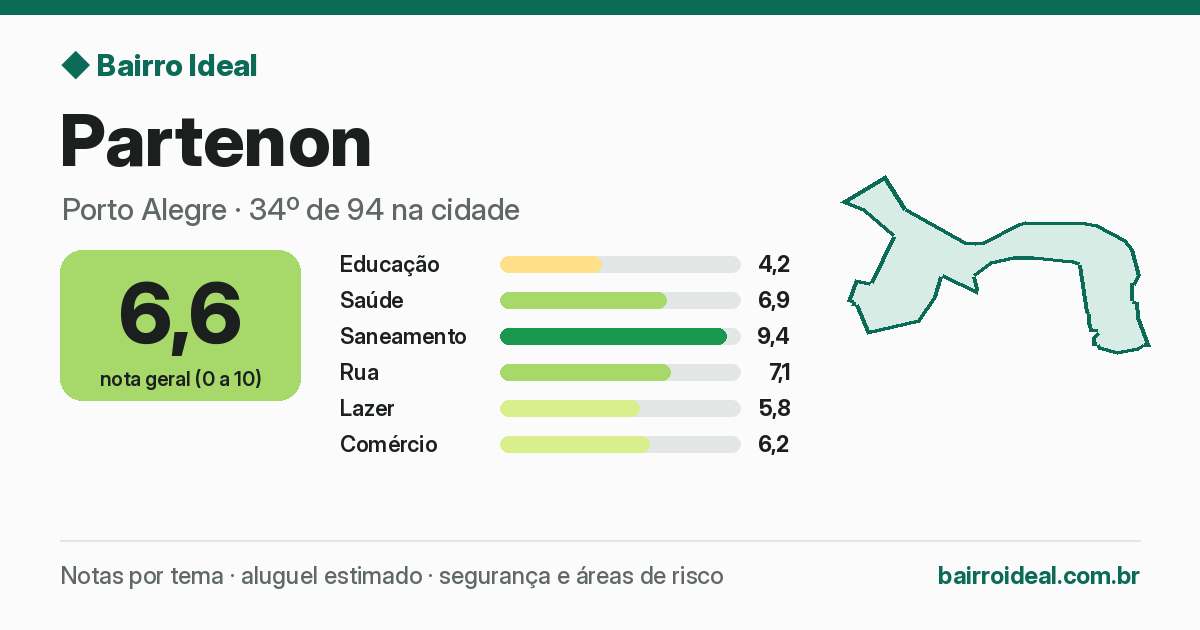 Bairro Ideal
Partenon
Porto Alegre · 34º de 94 na cidade
6,6
nota geral (0 a 10)
Educação 4,2
Saúde 6,9
Saneamento 9,4
Rua 7,1
Lazer 5,8
Comércio 6,2
Notas por tema · aluguel estimado · segurança e áreas de risco
bairroideal.com.br